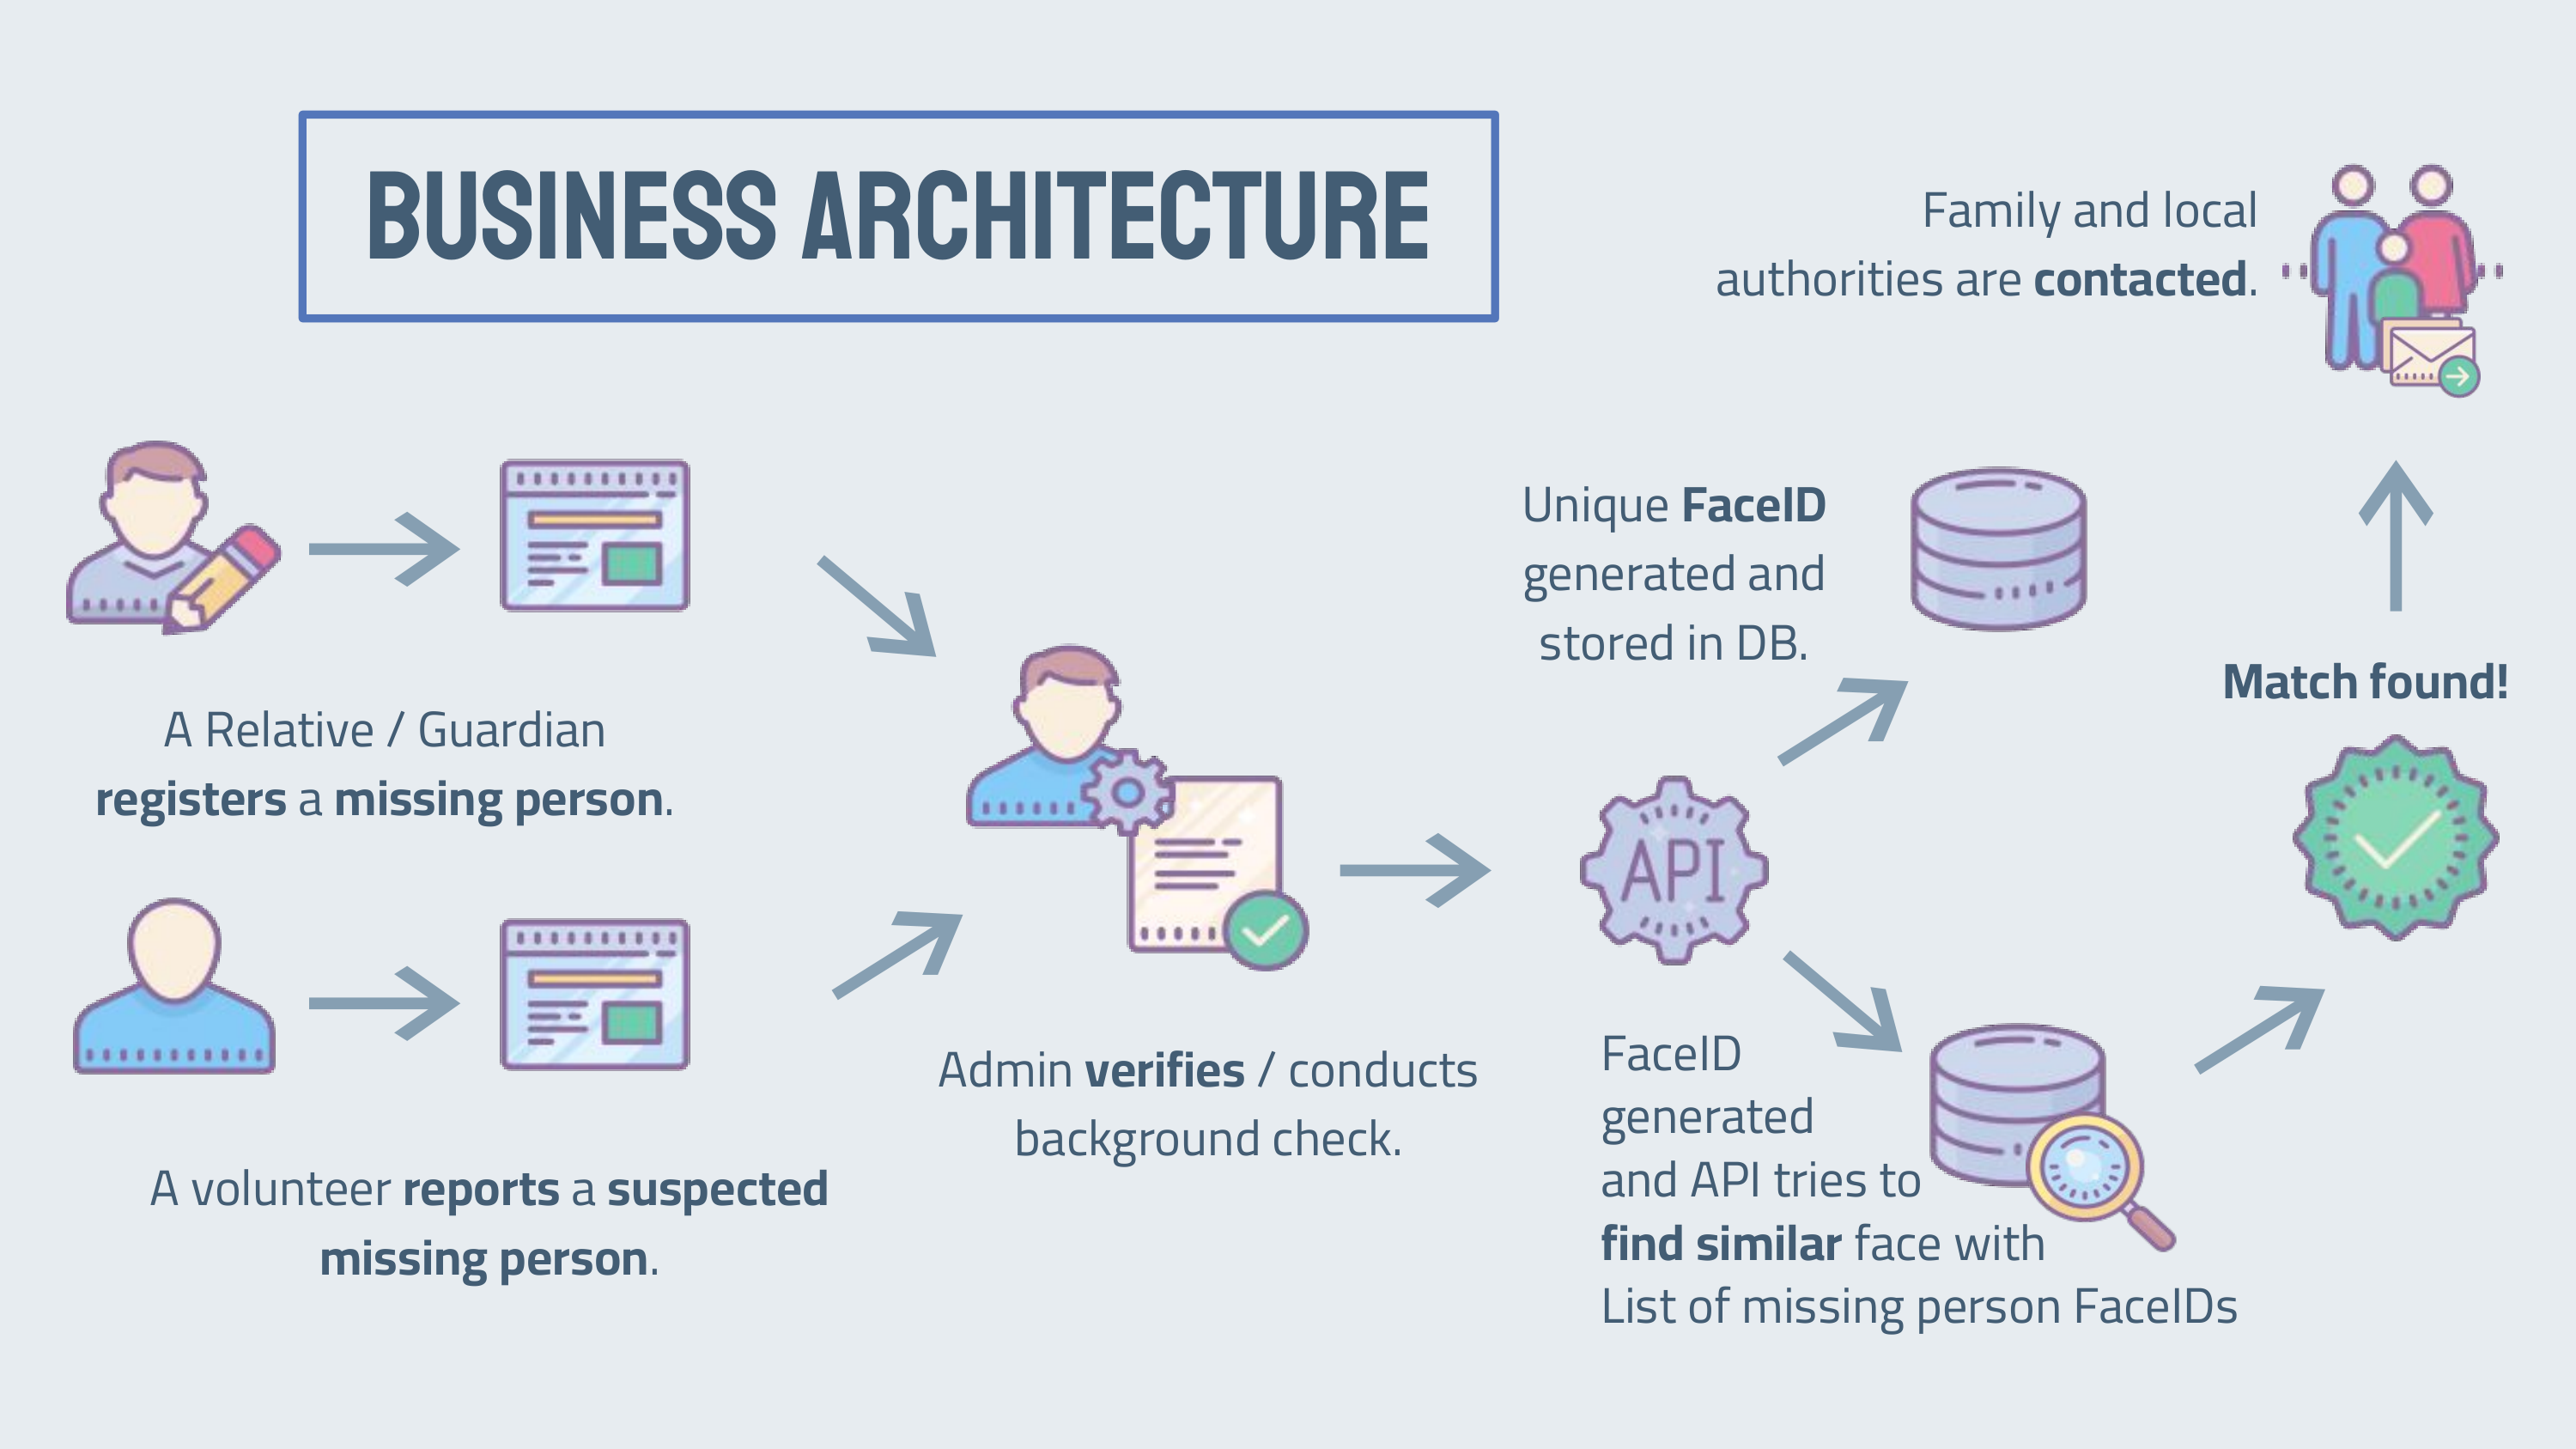 BUSINESS ARCHITECTURE
Family and local
authorities are contacted.
A Relative / Guardian
registers a missing person.
A volunteer reports a suspected
missing person.
Admin verifies / conducts
background check.
API
Unique FaceID
generated and
stored in DB.
FaceID
generated
and API tries to
find similar face with
List of missing person FaceIDs
Match found!